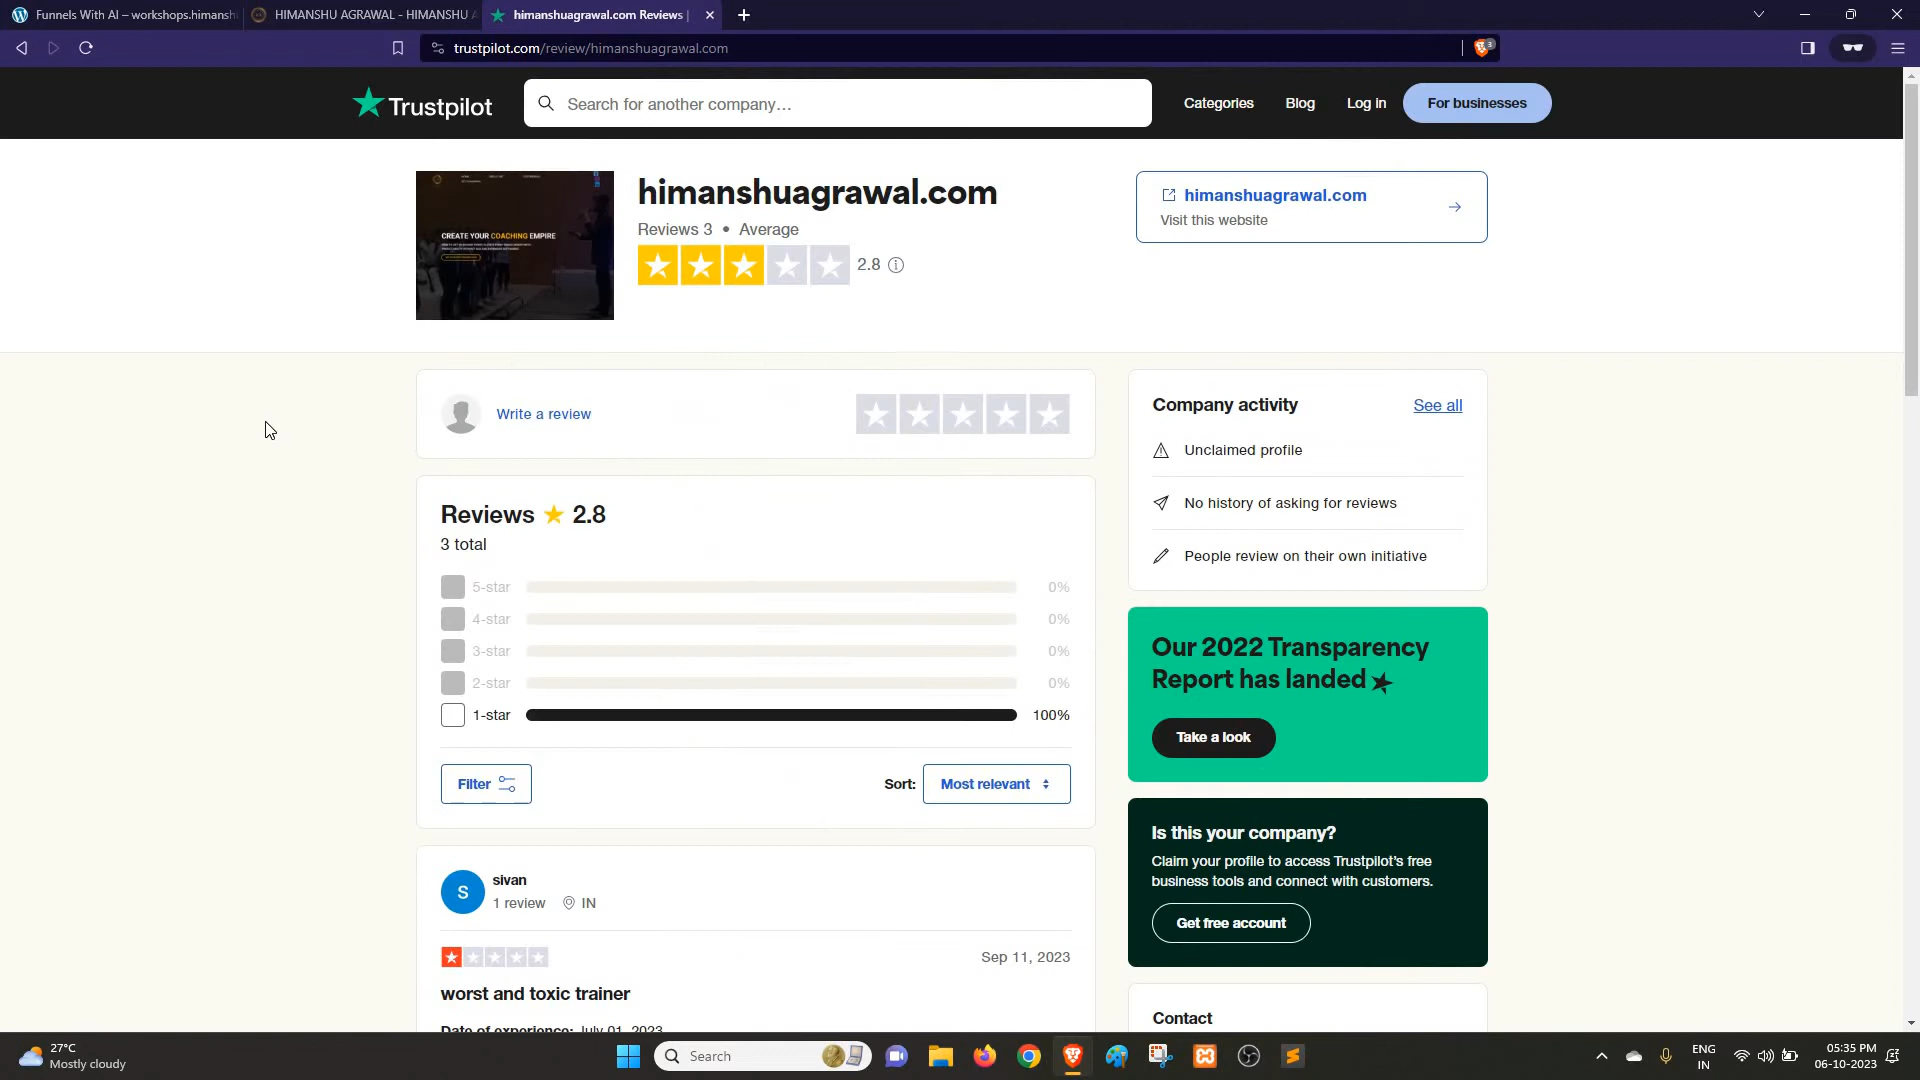 Funnels With AI – workshops.himansh
HIMANSHU AGRAWAL - HIMANSHU A
himanshuagrawal.com Reviews |
trustpilot.com/review/himanshuagrawal.com
3
Trustpilot
Search for another company…
Categories
Blog
Log in
For businesses
CREATE YOUR COACHING EMPIRE
himanshuagrawal.com
Reviews 3 • Average
2.8
himanshuagrawal.com
Visit this website
Write a review
Reviews ★ 2.8
3 total
5-star 0%
4-star 0%
3-star 0%
2-star 0%
1-star 100%
Filter
Sort: Most relevant
S
sivan
1 review IN
Sep 11, 2023
worst and toxic trainer
Date of experience: July 01, 2023
Company activity
See all
Unclaimed profile
No history of asking for reviews
People review on their own initiative
Our 2022 Transparency
Report has landed
Take a look
Is this your company?
Claim your profile to access Trustpilot's free
business tools and connect with customers.
Get free account
Contact
27°C
Mostly cloudy
Search
ENG
IN
05:35 PM
06-10-2023